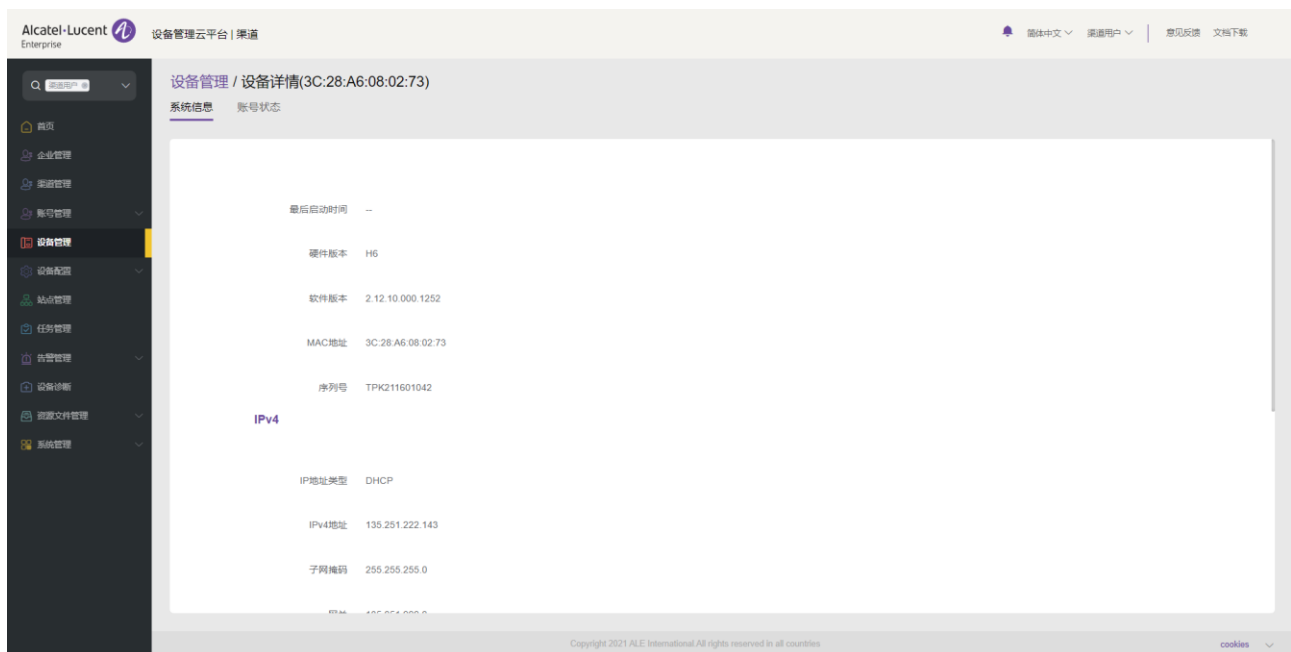 Alcatel·Lucent
Enterprise
设备管理云平台 | 渠道
简体中文
渠道用户
意见反馈
文档下载
渠道用户
首页
企业管理
渠道管理
账号管理
设备管理
设备配置
站点管理
任务管理
告警管理
设备诊断
资源文件管理
系统管理
设备管理 / 设备详情(3C:28:A6:08:02:73)
系统信息 账号状态
最后启动时间 --
硬件版本 H6
软件版本 2.12.10.000.1252
MAC地址 3C:28:A6:08:02:73
序列号 TPK211601042
IPv4
IP地址类型 DHCP
IPv4地址 135.251.222.143
子网掩码 255.255.255.0
Copyright 2021 ALE International All rights reserved in all countries
cookies